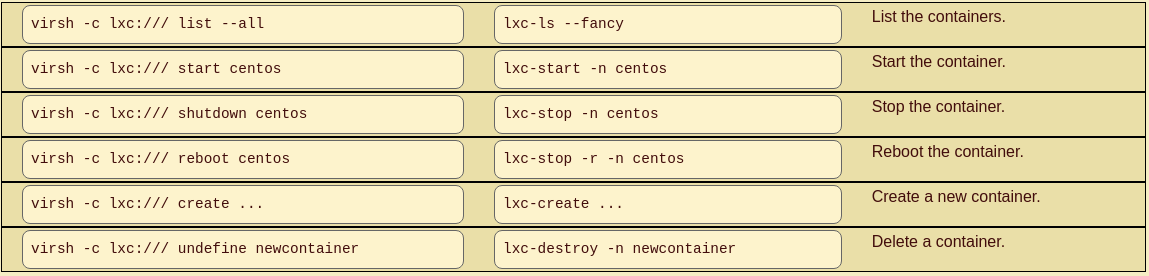 virsh -c lxc:/// list --all lxc-ls --fancy List the containers.
virsh -c lxc:/// start centos lxc-start -n centos Start the container.
virsh -c lxc:/// shutdown centos lxc-stop -n centos Stop the container.
virsh -c lxc:/// reboot centos lxc-stop -r -n centos Reboot the container.
virsh -c lxc:/// create ... lxc-create ... Create a new container.
virsh -c lxc:/// undefine newcontainer lxc-destroy -n newcontainer Delete a container.